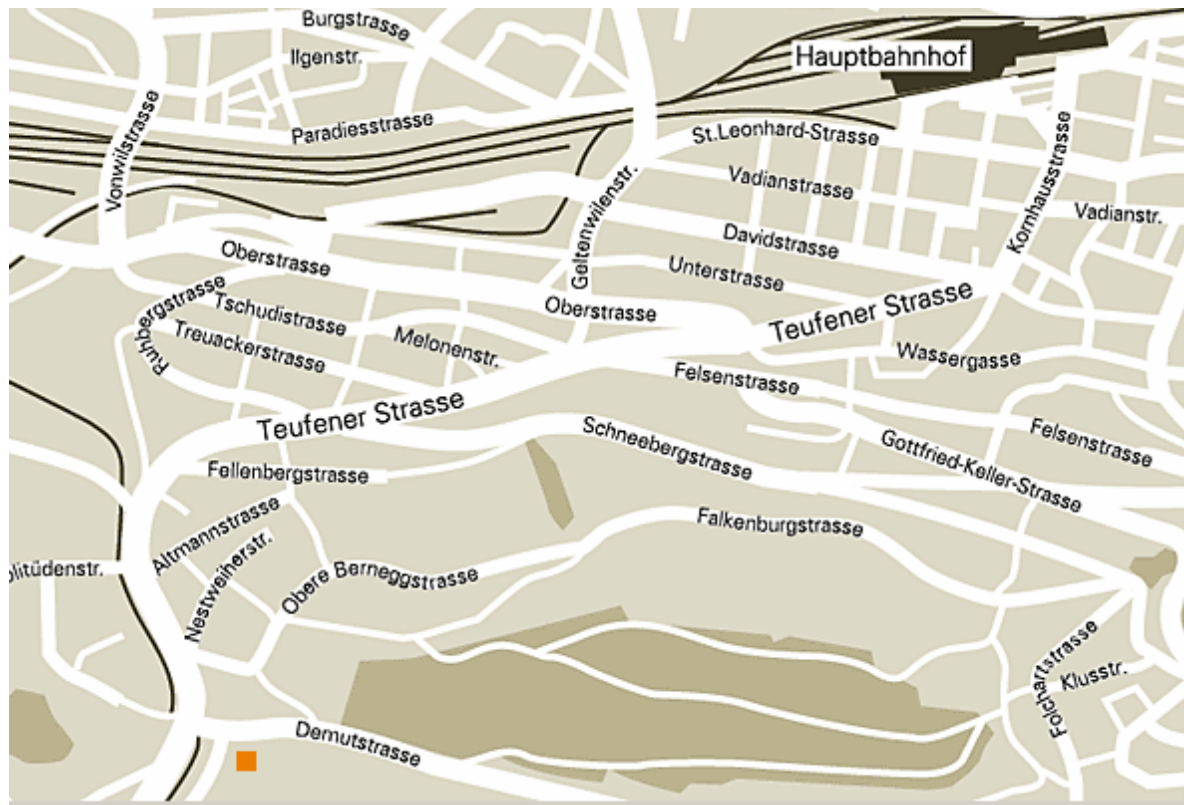 Burgstrasse
Ilgenstr.
Hauptbahnhof
Paradiesstrasse
St.Leonhard-Strasse
Vonwilstrasse
Kornhausstrasse
Vadianstrasse
Vadianstr.
Geltenwilenstr.
Davidstrasse
Oberstrasse
Unterstrasse
Ruhbergstrasse
Tschudistrasse
Oberstrasse
Teufener Strasse
Treuackerstrasse
Melonenstr.
Wassergasse
Felsenstrasse
Teufener Strasse
Schneebergstrasse
Gottfried-Keller-Strasse
Felsenstrasse
Fellenbergstrasse
Altmannstrasse
Falkenburgstrasse
Nestweiherstr.
olitüdenstr.
Obere Berneggstrasse
Folchartstrasse
Klusstr.
Demutstrasse